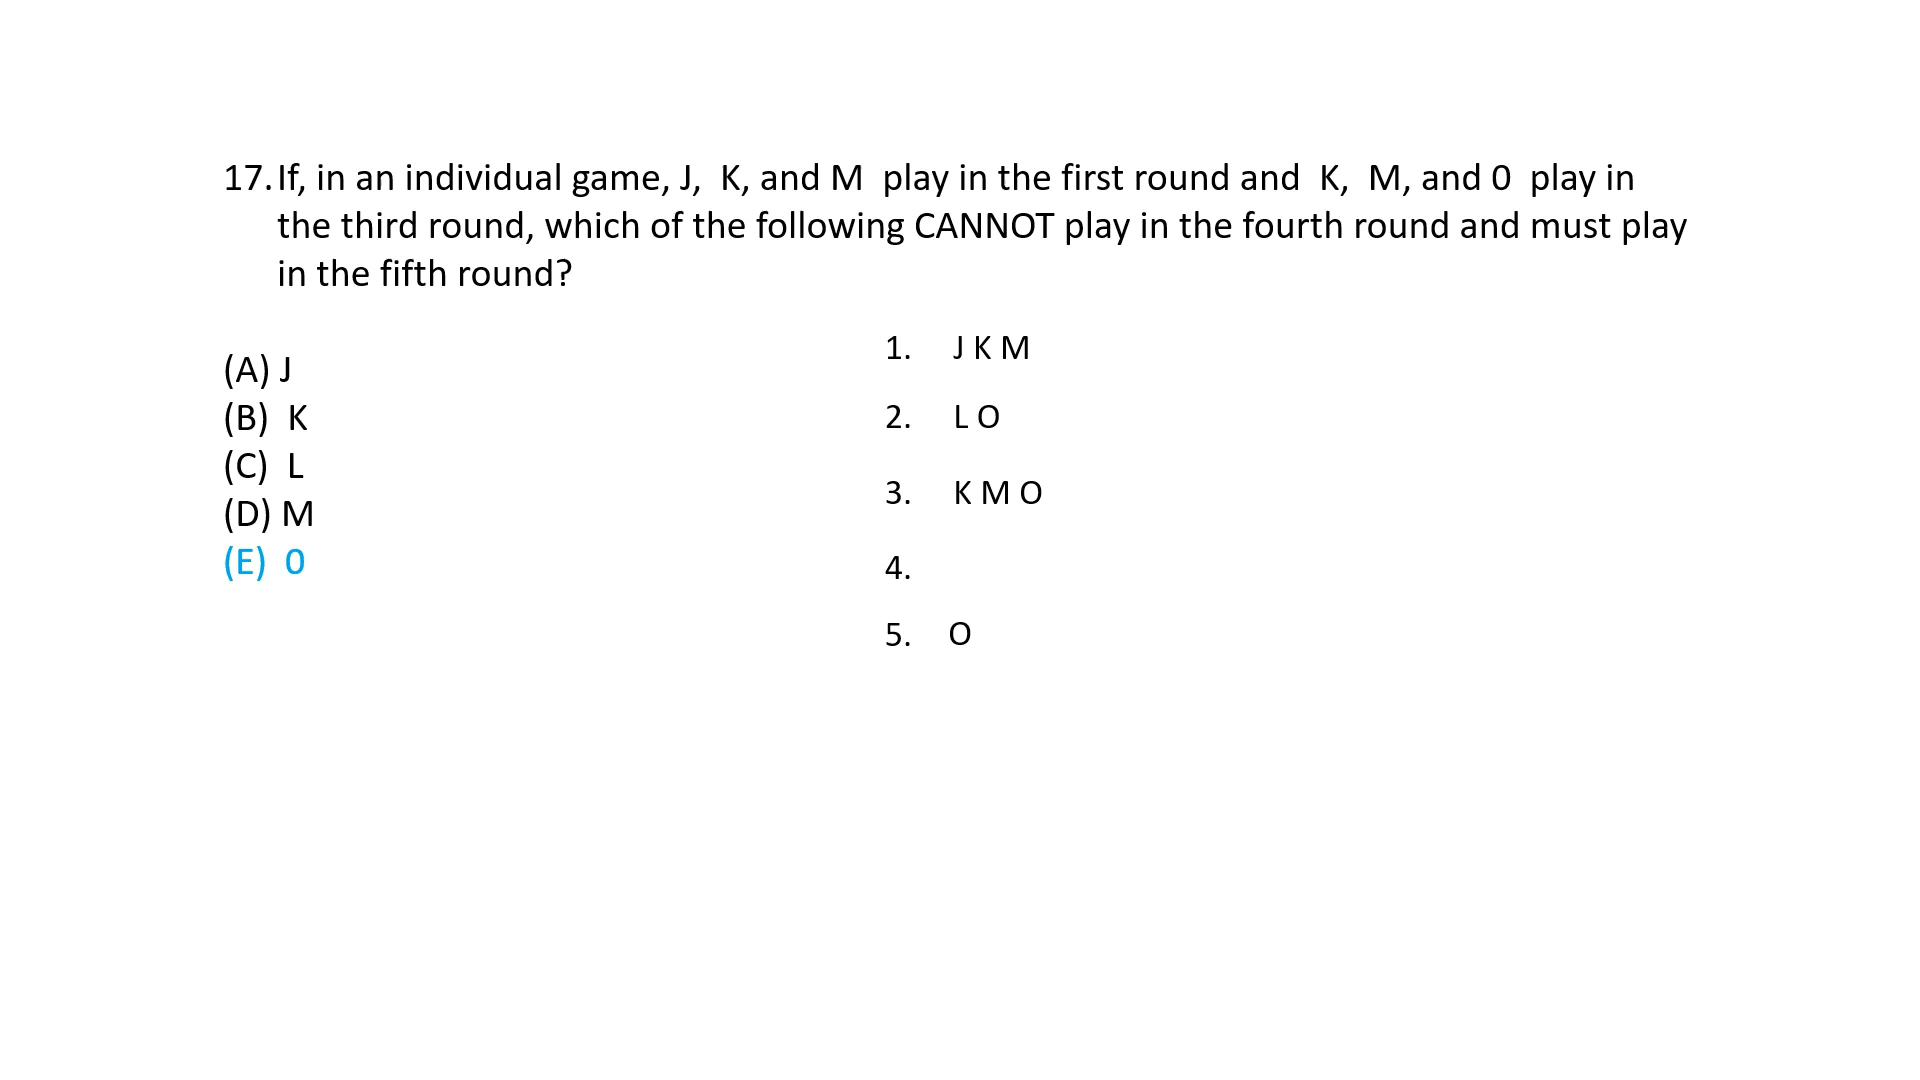 17. If, in an individual game, J, K, and M play in the first round and K, M, and 0 play in
the third round, which of the following CANNOT play in the fourth round and must play
in the fifth round?
(A) J
(B) K
(C) L
(D) M
(E) 0
1. J K M
2. L O
3. K M O
4.
5. O